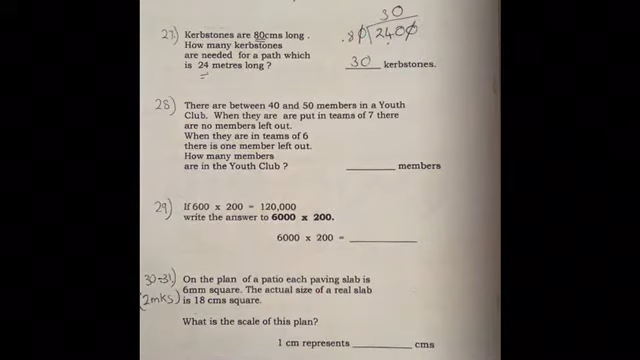 30
27) Kerbstones are 80cms long . .80 2400
How many kerbstones
are needed for a path which
is 24 metres long ? 30 kerbstones.
28) There are between 40 and 50 members in a Youth
Club. When they are are put in teams of 7 there
are no members left out.
When they are in teams of 6
there is one member left out.
How many members
are in the Youth Club ? ______ members
29) If 600 x 200 = 120,000
write the answer to 6000 x 200.
6000 x 200 = __________
30-31) On the plan of a patio each paving slab is
6mm square. The actual size of a real slab
(2mks) is 18 cms square.
What is the scale of this plan?
1 cm represents __________ cms